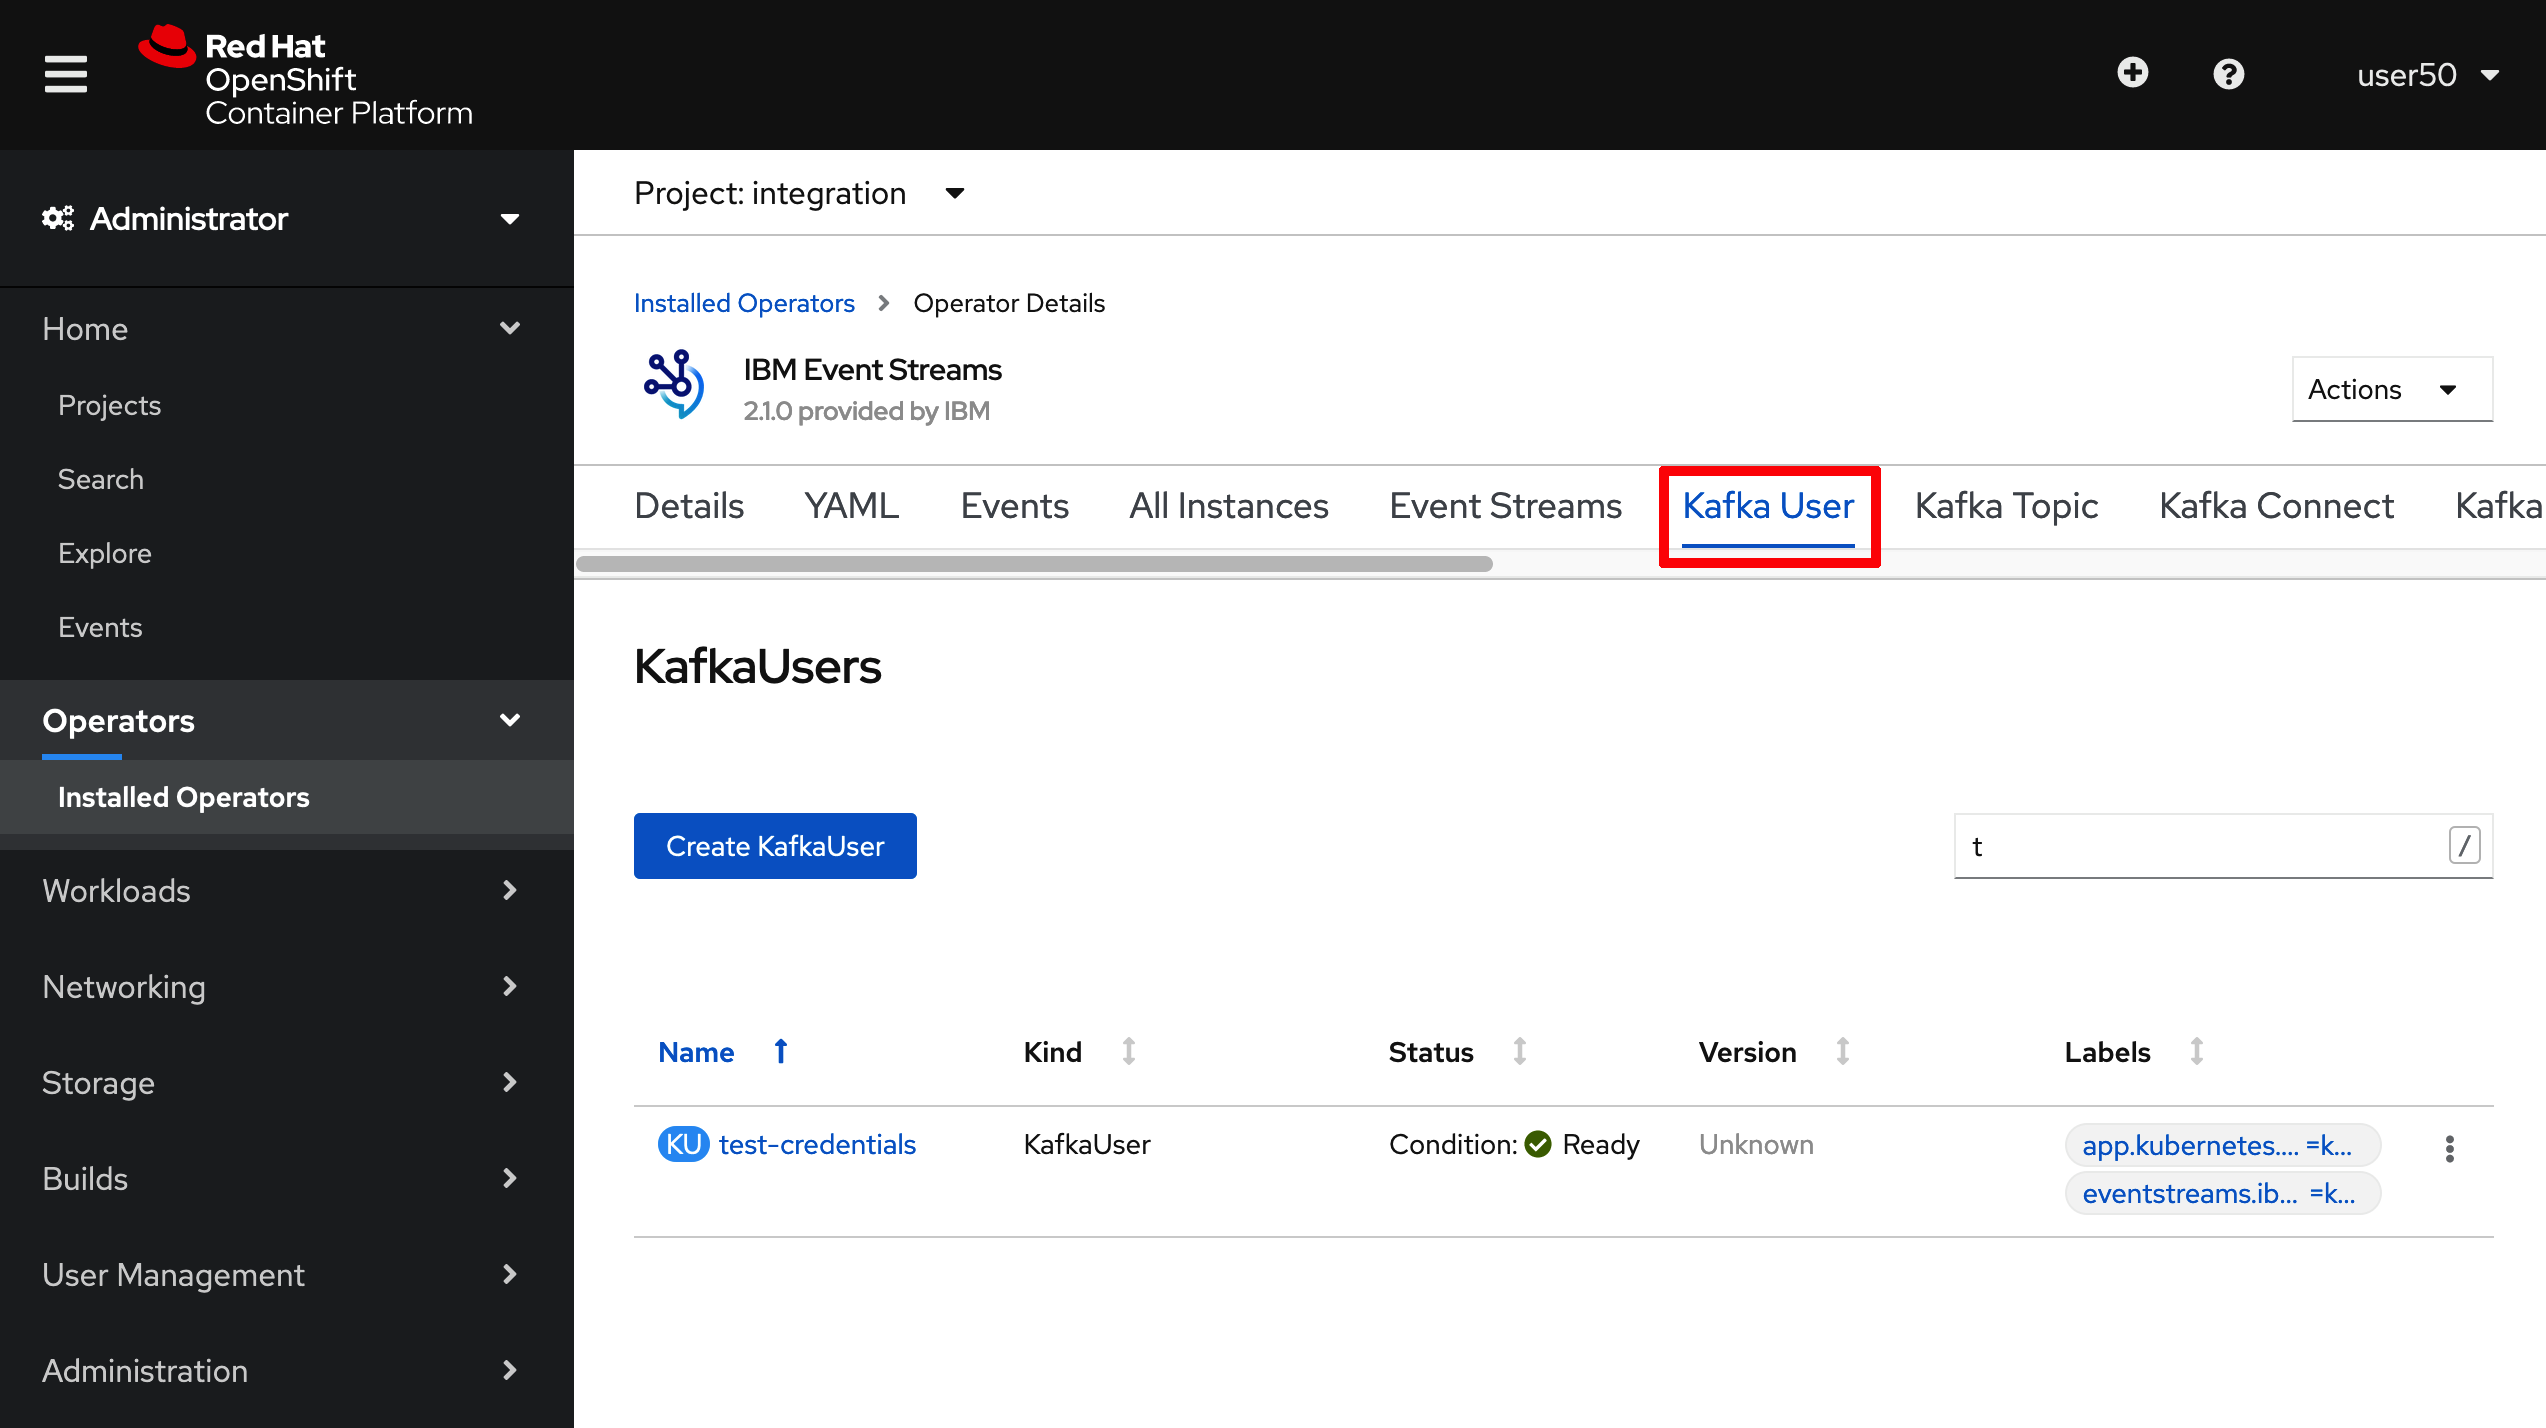 Red Hat
OpenShift
Container Platform
user50
Administrator
Home
Projects
Search
Explore
Events
Operators
Installed Operators
Workloads
Networking
Storage
Builds
User Management
Administration
Project: integration
Installed Operators > Operator Details
IBM Event Streams
2.1.0 provided by IBM
Actions
Details YAML Events All Instances Event Streams Kafka User Kafka Topic Kafka Connect Kafka
KafkaUsers
Create KafkaUser
t /
Name Kind Status Version Labels
KU test-credentials KafkaUser Condition: Ready Unknown app.kubernetes.... =k...
eventstreams.ib... =k...